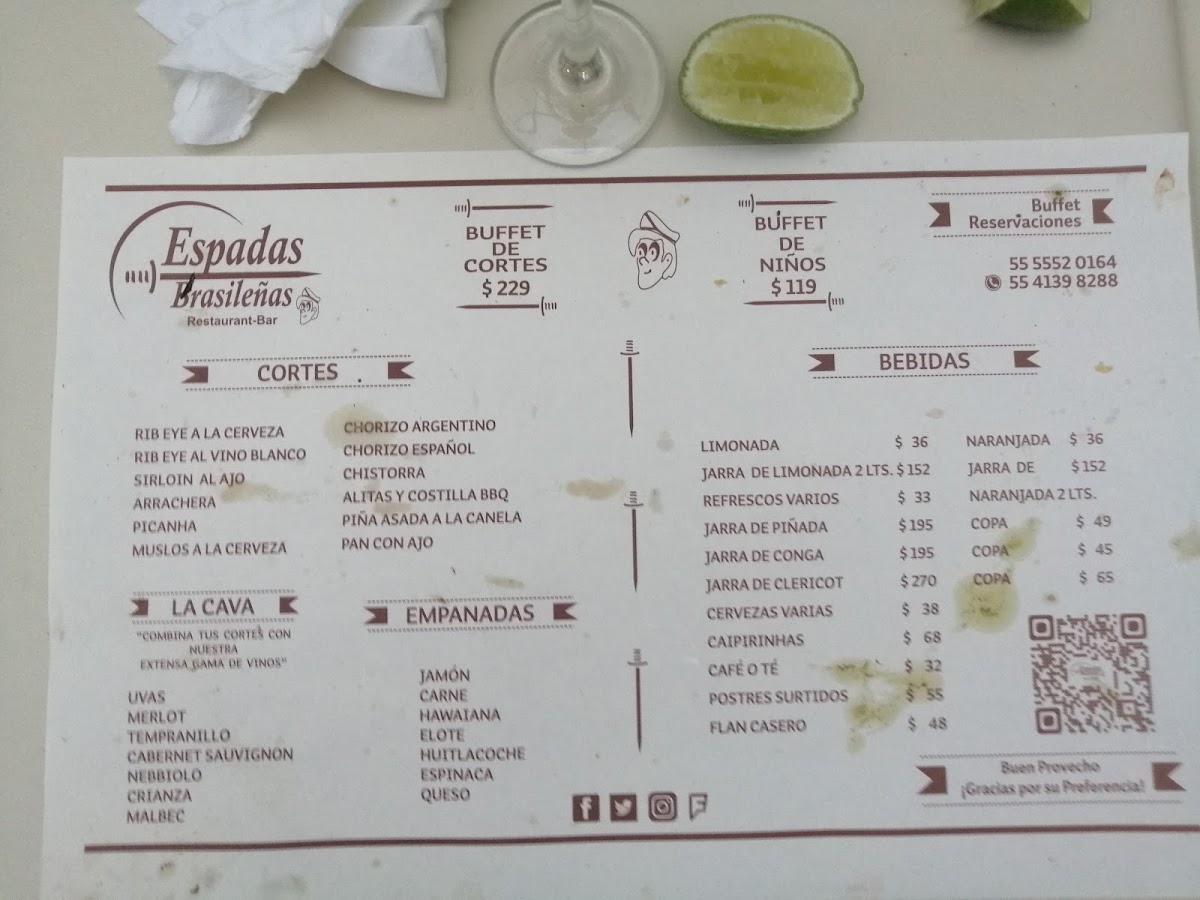 Espadas
Brasileñas
Restaurant-Bar
BUFFET
DE
CORTES
$ 229
BUFFET
DE
NIÑOS
$ 119
Buffet
Reservaciones
55 5552 0164
55 4139 8288
CORTES
RIB EYE A LA CERVEZA
RIB EYE AL VINO BLANCO
SIRLOIN AL AJO
ARRACHERA
PICANHA
MUSLOS A LA CERVEZA
CHORIZO ARGENTINO
CHORIZO ESPAÑOL
CHISTORRA
ALITAS Y COSTILLA BBQ
PIÑA ASADA A LA CANELA
PAN CON AJO
LA CAVA
"COMBINA TUS CORTES CON
NUESTRA
EXTENSA GAMA DE VINOS"
UVAS
MERLOT
TEMPRANILLO
CABERNET SAUVIGNON
NEBBIOLO
CRIANZA
MALBEC
EMPANADAS
JAMÓN
CARNE
HAWAIANA
ELOTE
HUITLACOCHE
ESPINACA
QUESO
BEBIDAS
LIMONADA $ 36
JARRA DE LIMONADA 2 LTS. $ 152
REFRESCOS VARIOS $ 33
JARRA DE PIÑADA $ 195
JARRA DE CONGA $ 195
JARRA DE CLERICOT $ 270
CERVEZAS VARIAS $ 38
CAIPIRINHAS $ 68
CAFÉ O TÉ $ 32
POSTRES SURTIDOS $ 55
FLAN CASERO $ 48
NARANJADA $ 36
JARRA DE $ 152
NARANJADA 2 LTS.
COPA $ 49
COPA $ 45
COPA $ 65
Buen Provecho
¡Gracias por su Preferencia!